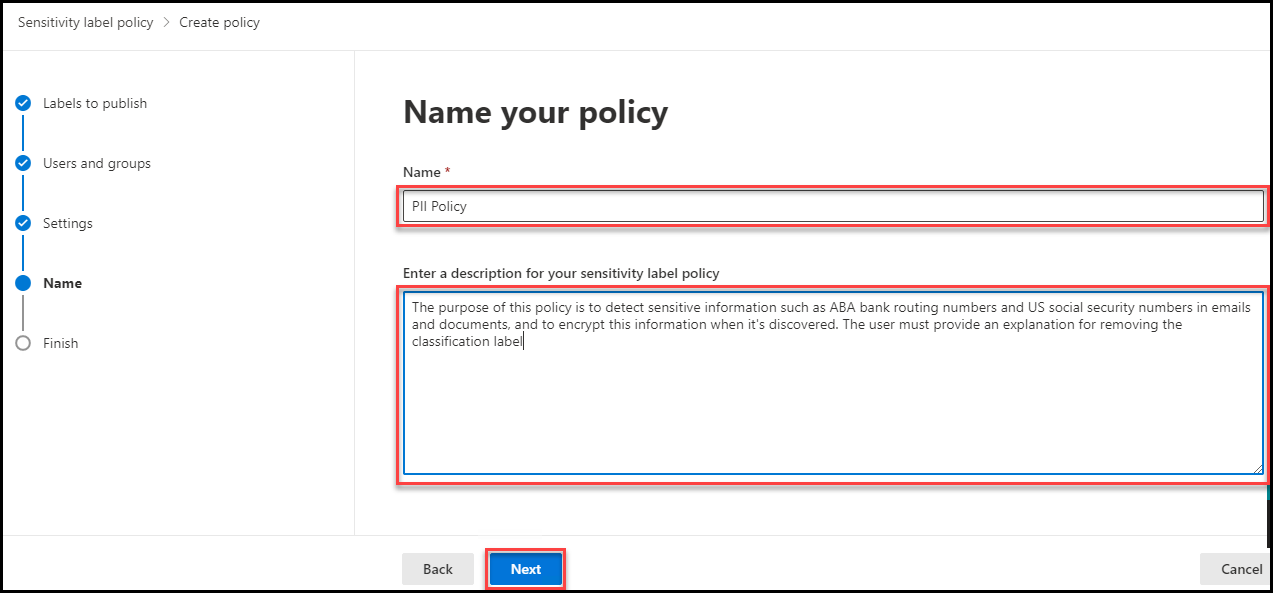 Sensitivity label policy > Create policy
Labels to publish
Users and groups
Settings
Name
Finish
Name your policy
Name *
PII Policy
Enter a description for your sensitivity label policy
The purpose of this policy is to detect sensitive information such as ABA bank routing numbers and US social security numbers in emails
and documents, and to encrypt this information when it's discovered. The user must provide an explanation for removing the
classification label
Back
Next
Cancel